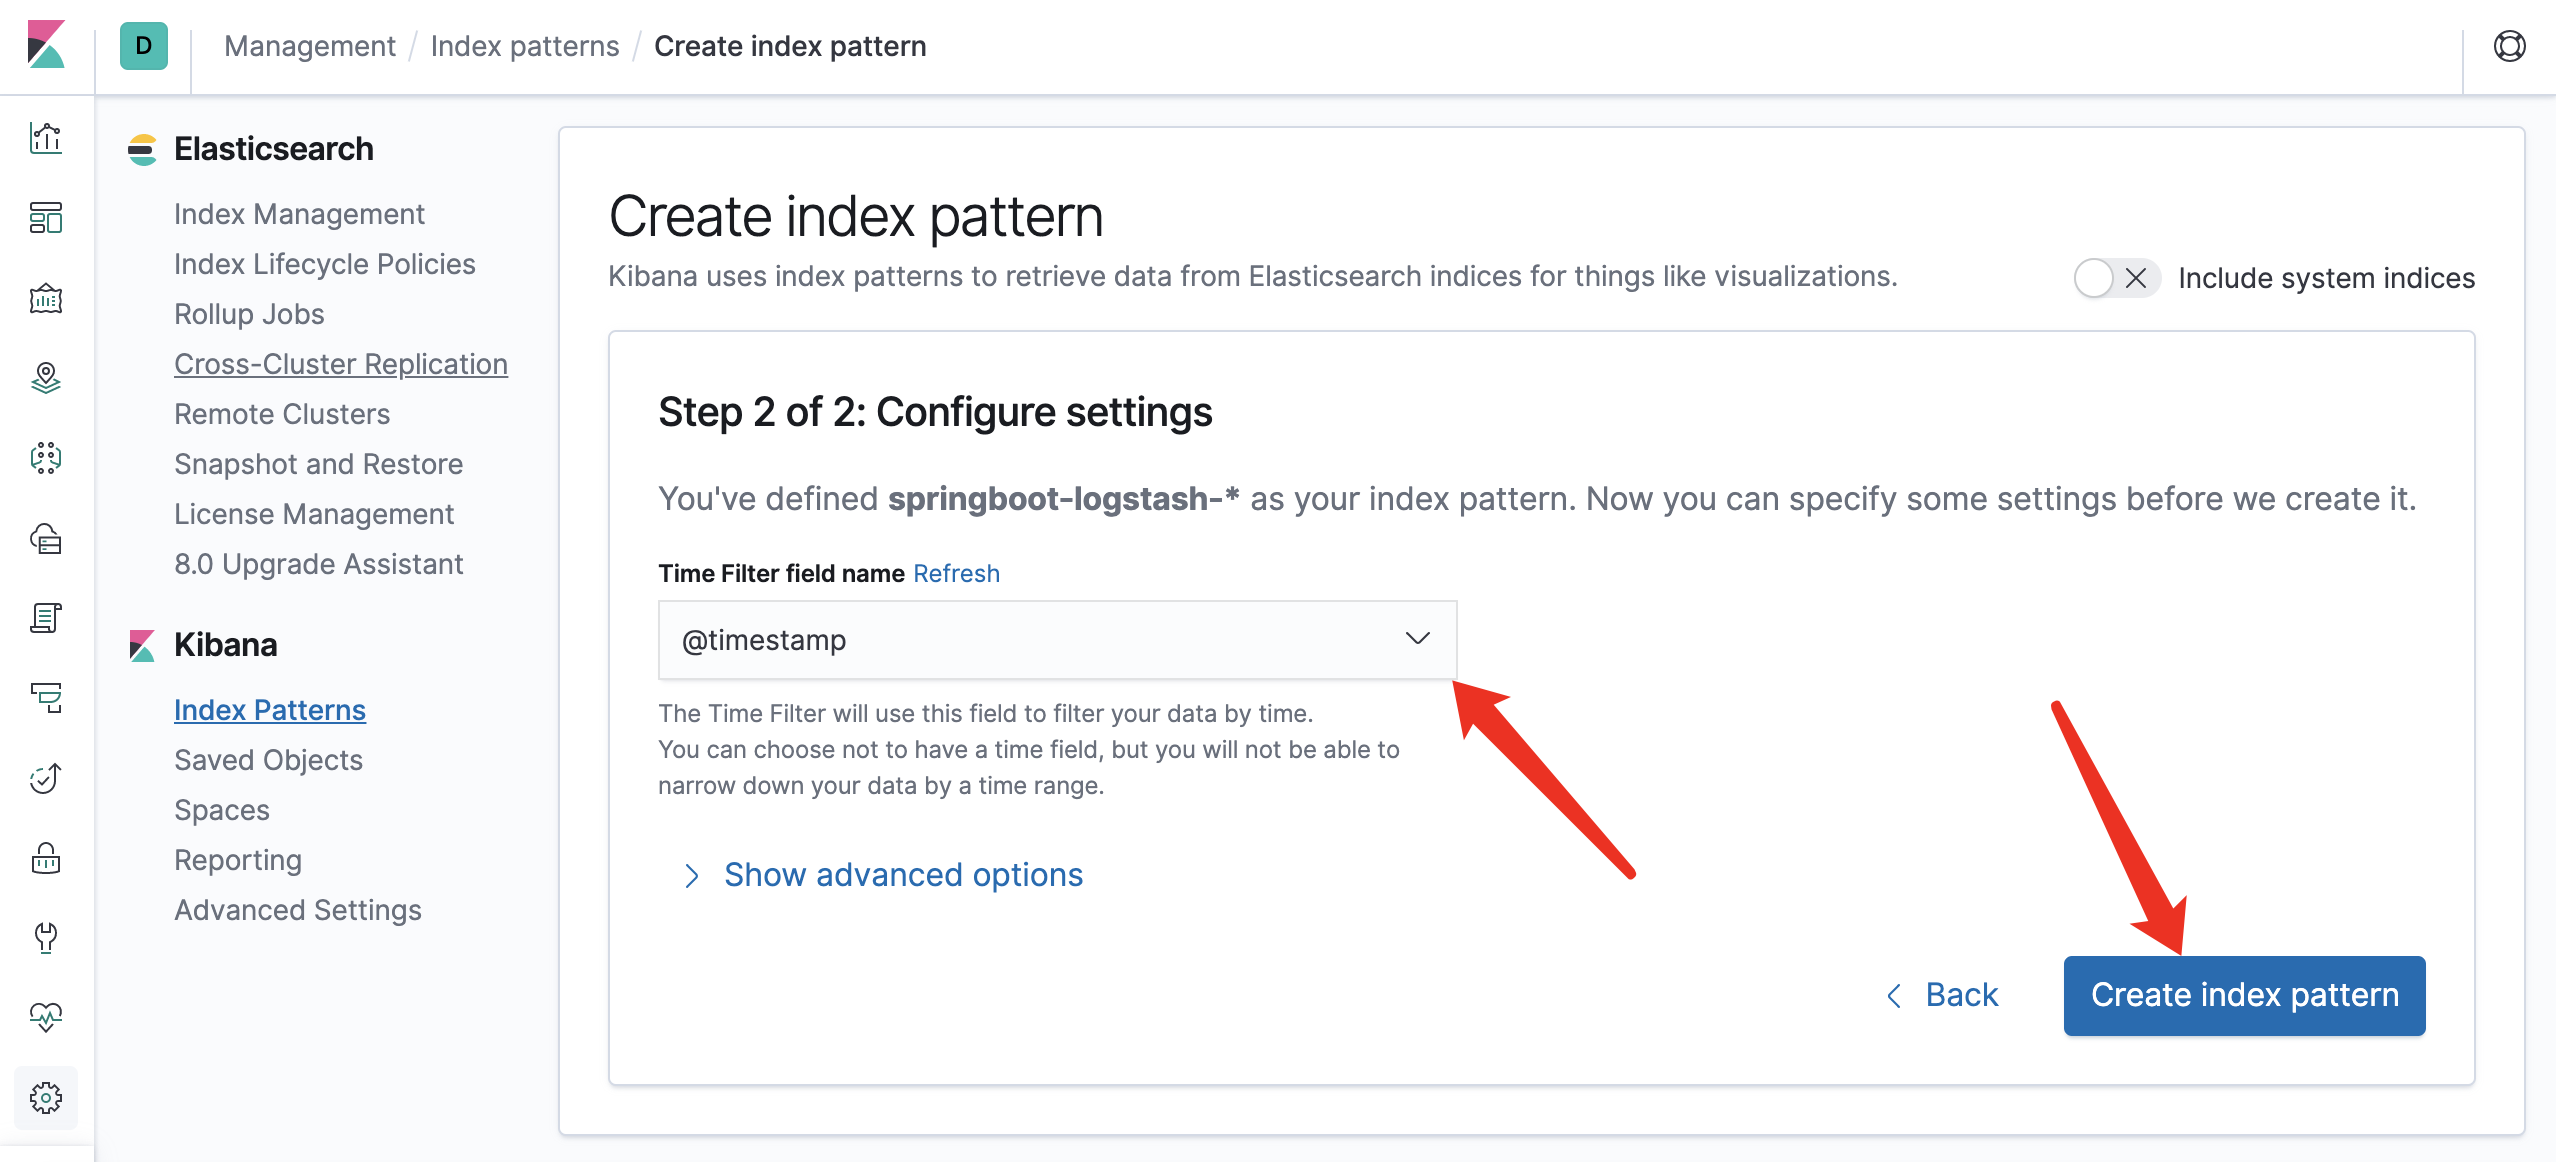 D
Management / Index patterns / Create index pattern
Elasticsearch
Index Management
Index Lifecycle Policies
Rollup Jobs
Cross-Cluster Replication
Remote Clusters
Snapshot and Restore
License Management
8.0 Upgrade Assistant
Kibana
Index Patterns
Saved Objects
Spaces
Reporting
Advanced Settings
Create index pattern
Kibana uses index patterns to retrieve data from Elasticsearch indices for things like visualizations.
Include system indices
Step 2 of 2: Configure settings
You've defined springboot-logstash-* as your index pattern. Now you can specify some settings before we create it.
Time Filter field name Refresh
@timestamp
The Time Filter will use this field to filter your data by time.
You can choose not to have a time field, but you will not be able to
narrow down your data by a time range.
Show advanced options
Back
Create index pattern